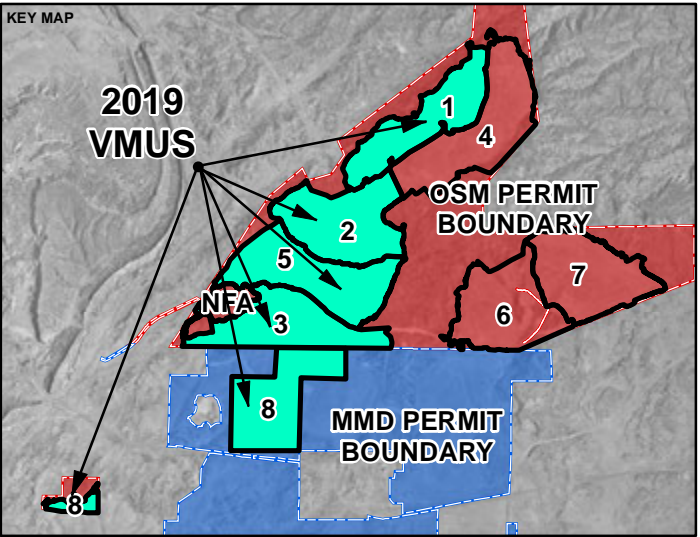 KEY MAP
2019
VMUS
1
4
OSM PERMIT
BOUNDARY
2
5
7
NFA
6
3
8
MMD PERMIT
BOUNDARY
8